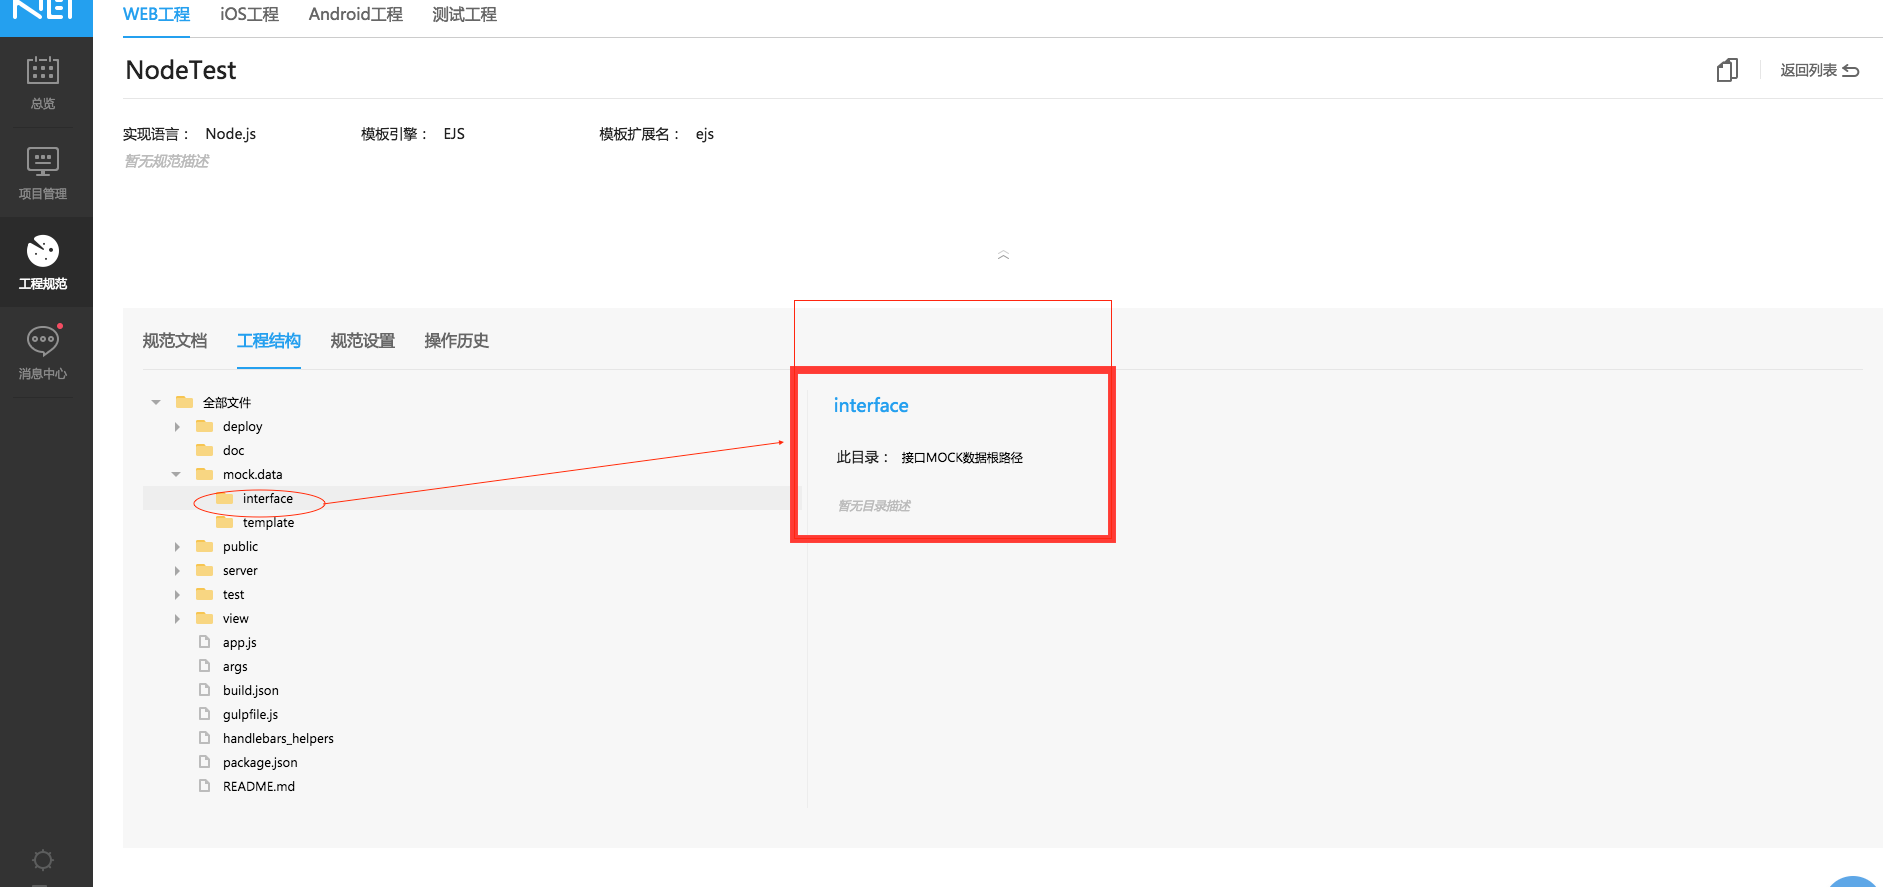 NEI
WEB工程 iOS工程 Android工程 测试工程
NodeTest
返回列表
总览
项目管理
工程规范
消息中心
实现语言： Node.js 模板引擎： EJS 模板扩展名： ejs
暂无规范描述
规范文档 工程结构 规范设置 操作历史
全部文件
deploy
doc
mock.data
interface
template
public
server
test
view
app.js
args
build.json
gulpfile.js
handlebars_helpers
package.json
README.md
interface
此目录： 接口MOCK数据根路径
暂无目录描述